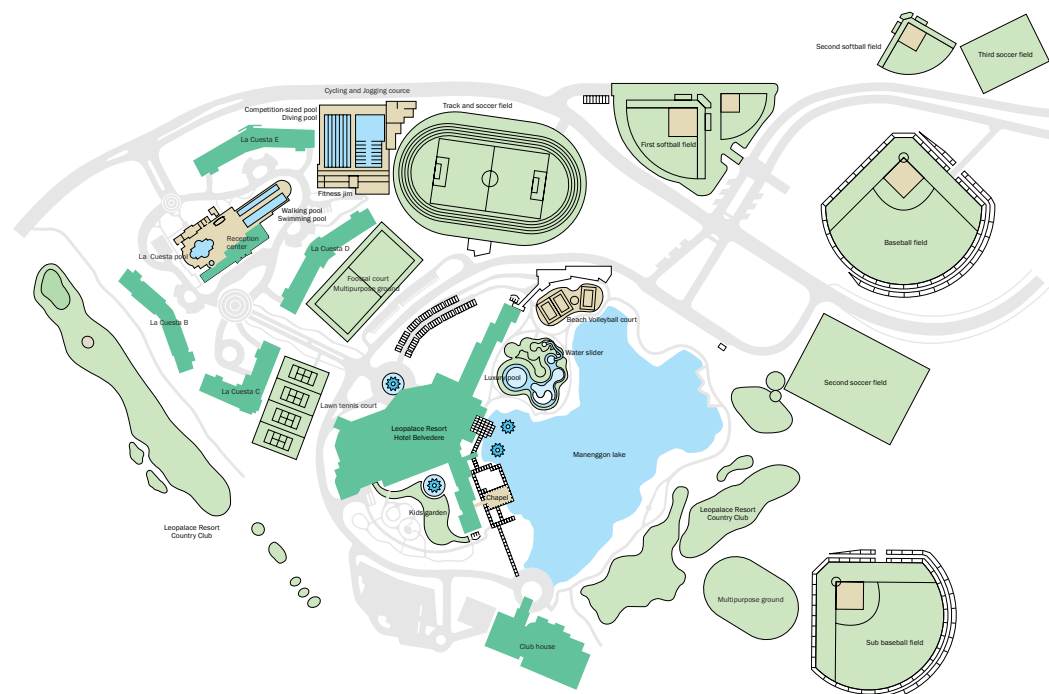 Second softball field
Third soccer field
Cycling and Jogging cource
Competition-sized pool
Diving pool
Track and soccer field
La Cuesta E
First softball field
Fitness jim
Walking pool
Swimming pool
Reception
center
La Cuesta pool
La Cuesta D
Baseball field
Footsal court
Multipurpose ground
La Cuesta B
Beach Volleyball court
Water slider
Luxury pool
Second soccer field
La Cuesta C
Lawn tennis court
Leopalace Resort
Hotel Belvedere
Manenggon lake
Chapel
Kids garden
Leopalace Resort
Country Club
Leopalace Resort
Country Club
Multipurpose ground
Club house
Sub baseball field